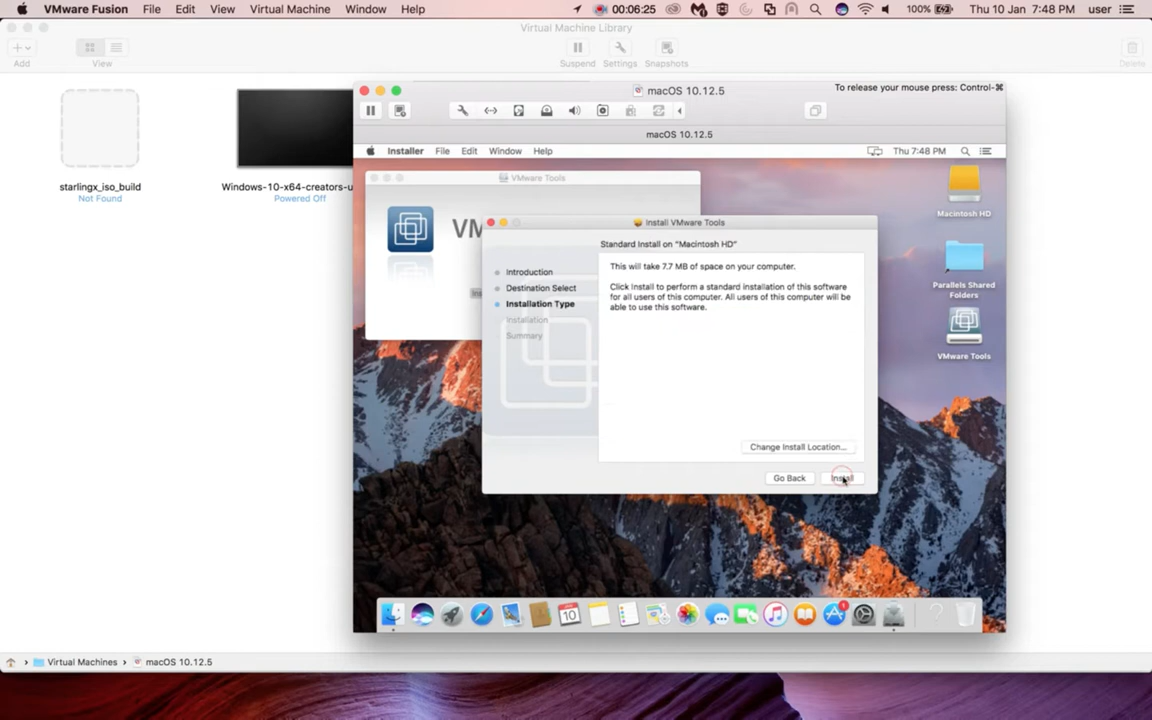 VMware Fusion File Edit View Virtual Machine Window Help 00:06:25 100% Thu 10 Jan 7:48 PM user
Virtual Machine Library
Add View Suspend Settings Snapshots Delete
macOS 10.12.5 To release your mouse press: Control-⌘
macOS 10.12.5
Installer File Edit Window Help Thu 7:48 PM
VMware Tools
starlingx_iso_build
Not Found
Windows-10-x64-creators-u
Powered Off
Macintosh HD
VM
Install VMware Tools
Standard Install on "Macintosh HD"
Introduction
Destination Select
Installation Type
Installation
Summary
This will take 7.7 MB of space on your computer.
Click Install to perform a standard installation of this software
for all users of this computer. All users of this computer will be
able to use this software.
Parallels Shared
Folders
VMware Tools
Change Install Location...
Go Back Install
10
1
Virtual Machines macOS 10.12.5